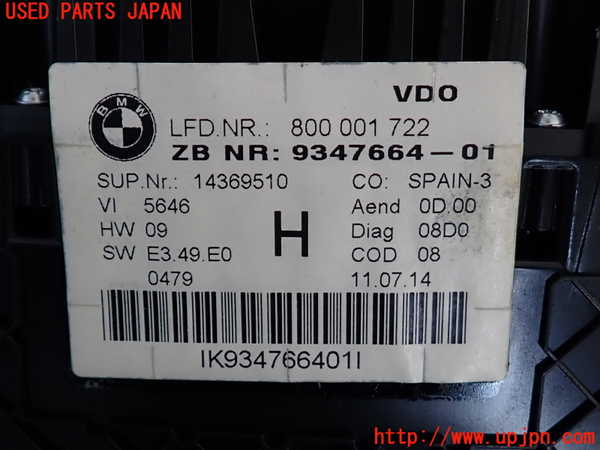 USED PARTS JAPAN
BMW
VDO
LFD.NR.: 800 001 722
ZB NR: 9347664-01
SUP.Nr.: 14369510 CO: SPAIN-3
VI 5646 Aend 0D.00
HW 09 H Diag 08D0
SW E3.49.E0 COD 08
0479 11.07.14
IK934766401I
http://www.upjpn.com/